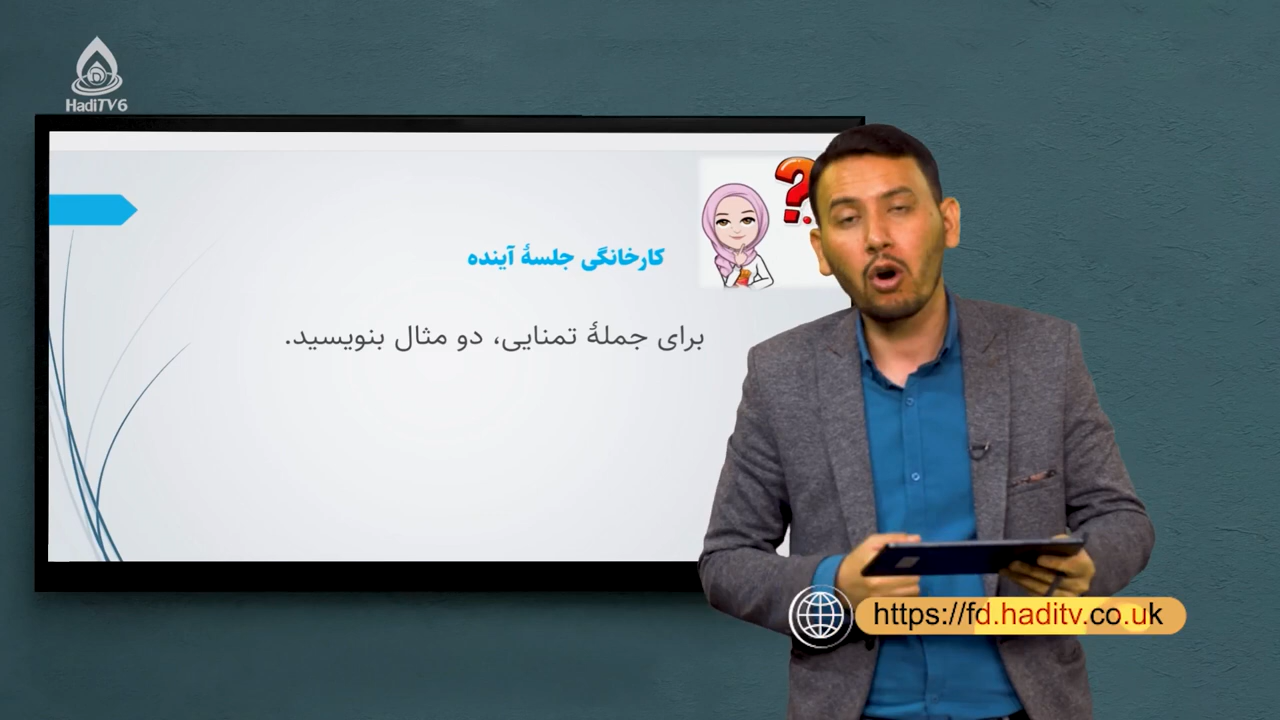 HadiTV6
کارخانگی جلسهٔ آینده
برای جملهٔ تمنایی، دو مثال بنویسید.
https://fd.haditv.co.uk